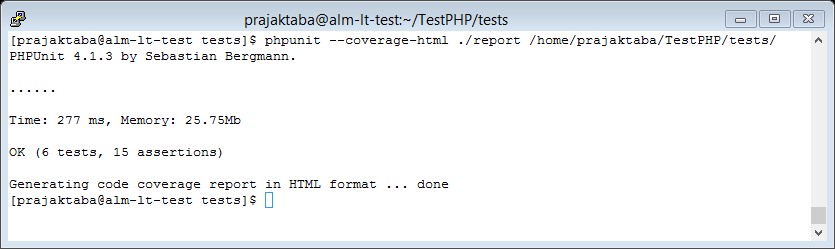 prajaktaba@alm-lt-test:~/TestPHP/tests
[prajaktaba@alm-lt-test tests]$ phpunit --coverage-html ./report /home/prajaktaba/TestPHP/tests/
PHPUnit 4.1.3 by Sebastian Bergmann.
......
Time: 277 ms, Memory: 25.75Mb
OK (6 tests, 15 assertions)
Generating code coverage report in HTML format ... done
[prajaktaba@alm-lt-test tests]$